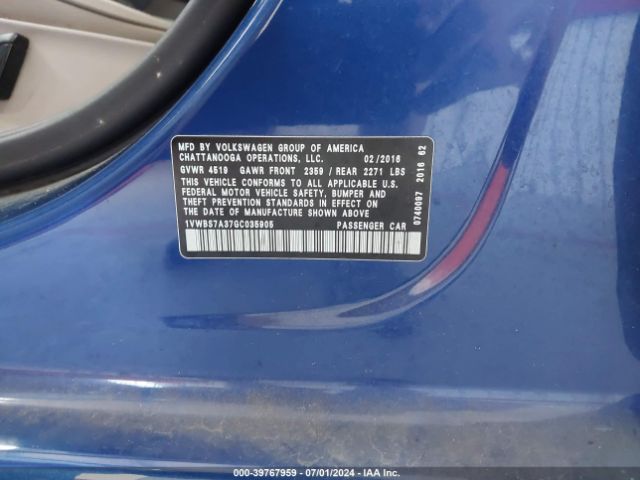 MFD BY VOLKSWAGEN GROUP OF AMERICA
CHATTANOOGA OPERATIONS, LLC. 02/2016
GVWR 4519 GAWR FRONT 2359 / REAR 2271 LBS
THIS VEHICLE CONFORMS TO ALL APPLICABLE U.S.
FEDERAL MOTOR VEHICLE SAFETY, BUMPER AND
THEFT PREVENTION STANDARDS IN EFFECT ON
THE DATE OF MANUFACTURE SHOWN ABOVE
1VWBS7A37GC035905 PASSENGER CAR
0740097 2016 62
000-39767959 - 07/01/2024 - IAA Inc.